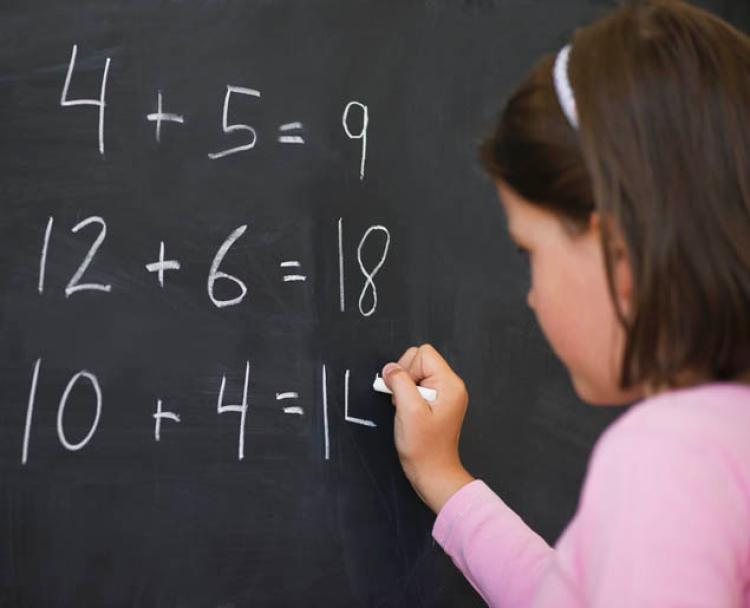 4 + 5 = 9
12 + 6 = 18
10 + 4 = 1